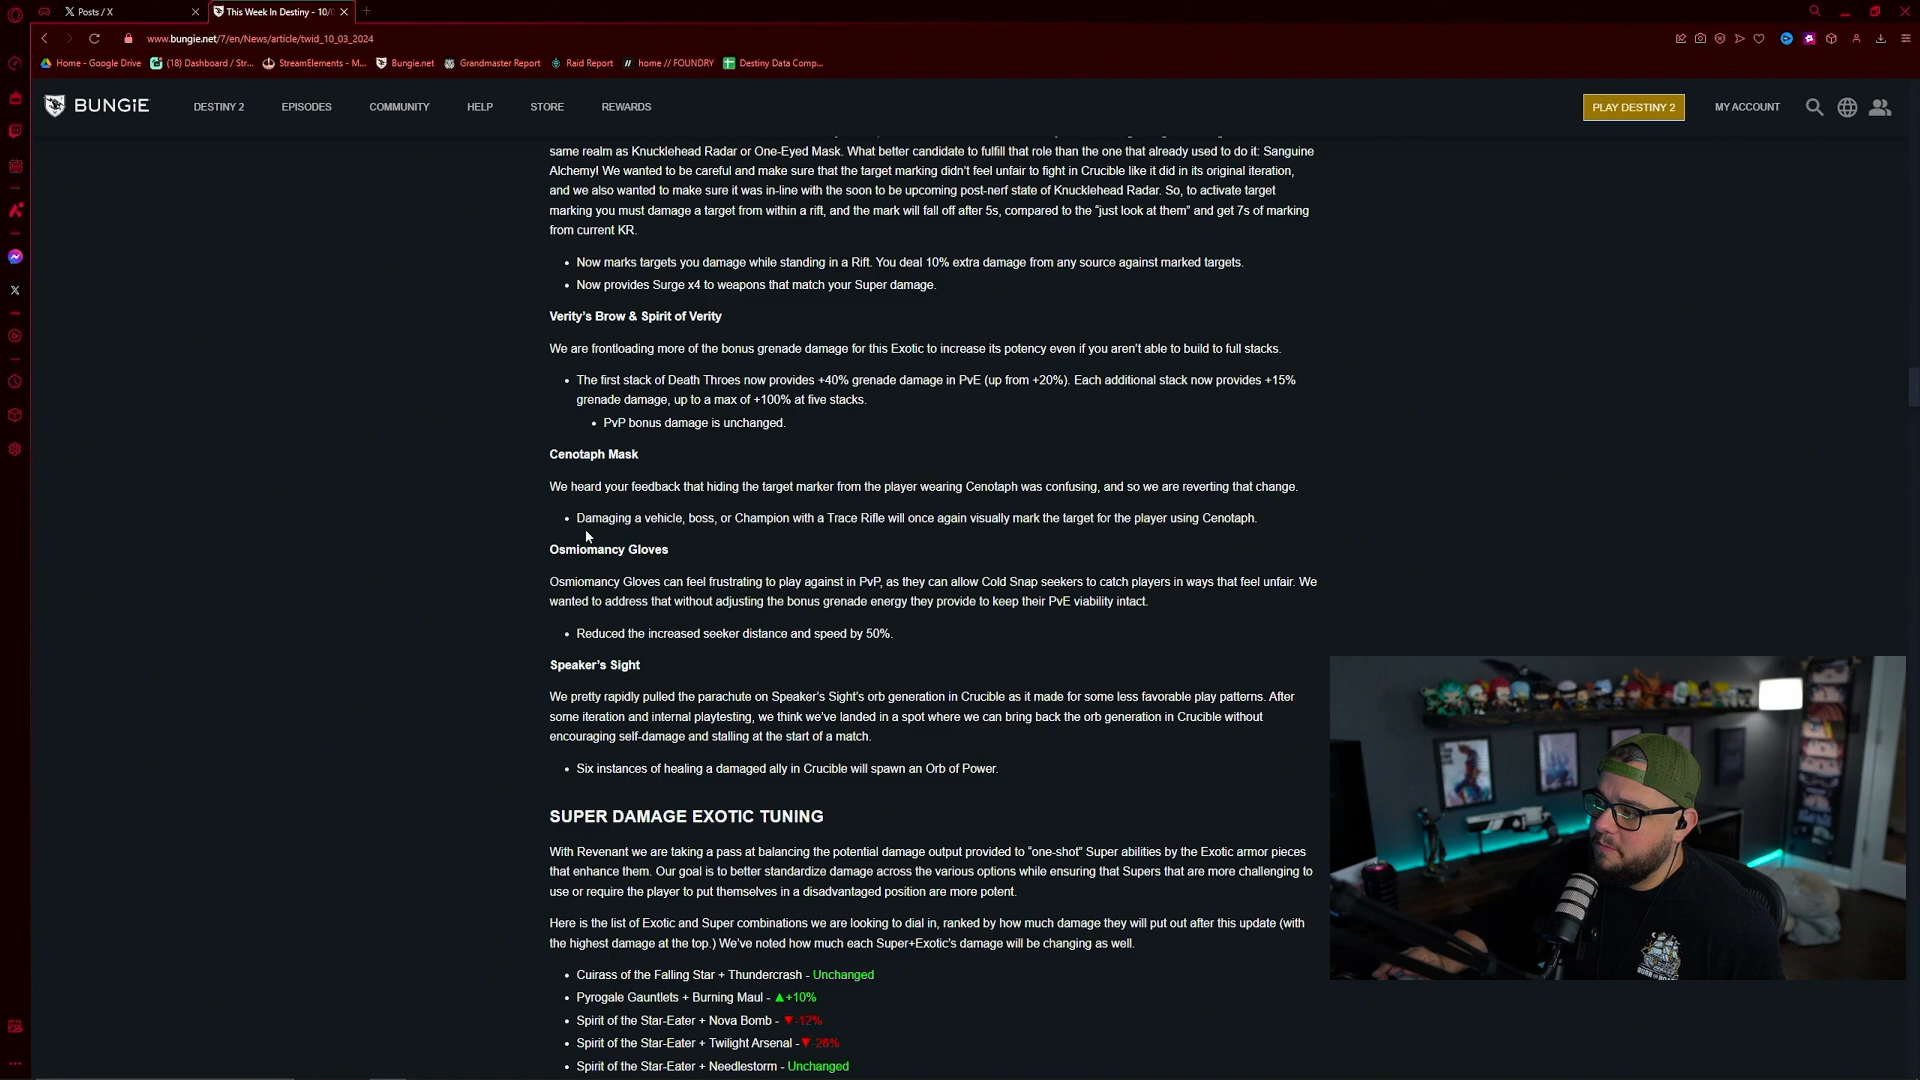 Posts / X
This Week In Destiny - 10/
www.bungie.net/7/en/News/article/twid_10_03_2024
Home - Google Drive
(18) Dashboard / Str...
StreamElements - M...
Bungie.net
Grandmaster Report
Raid Report
home // FOUNDRY
Destiny Data Comp...
BUNGiE
DESTINY 2
EPISODES
COMMUNITY
HELP
STORE
REWARDS
PLAY DESTINY 2
MY ACCOUNT
same realm as Knucklehead Radar or One-Eyed Mask. What better candidate to fulfill that role than the one that already used to do it: Sanguine
Alchemy! We wanted to be careful and make sure that the target marking didn't feel unfair to fight in Crucible like it did in its original iteration,
and we also wanted to make sure it was in-line with the soon to be upcoming post-nerf state of Knucklehead Radar. So, to activate target
marking you must damage a target from within a rift, and the mark will fall off after 5s, compared to the “just look at them” and get 7s of marking
from current KR.
• Now marks targets you damage while standing in a Rift. You deal 10% extra damage from any source against marked targets.
• Now provides Surge x4 to weapons that match your Super damage.
Verity's Brow & Spirit of Verity
We are frontloading more of the bonus grenade damage for this Exotic to increase its potency even if you aren't able to build to full stacks.
• The first stack of Death Throes now provides +40% grenade damage in PvE (up from +20%). Each additional stack now provides +15%
grenade damage, up to a max of +100% at five stacks.
• PvP bonus damage is unchanged.
Cenotaph Mask
We heard your feedback that hiding the target marker from the player wearing Cenotaph was confusing, and so we are reverting that change.
• Damaging a vehicle, boss, or Champion with a Trace Rifle will once again visually mark the target for the player using Cenotaph.
Osmiomancy Gloves
Osmiomancy Gloves can feel frustrating to play against in PvP, as they can allow Cold Snap seekers to catch players in ways that feel unfair. We
wanted to address that without adjusting the bonus grenade energy they provide to keep their PvE viability intact.
• Reduced the increased seeker distance and speed by 50%.
Speaker's Sight
We pretty rapidly pulled the parachute on Speaker's Sight's orb generation in Crucible as it made for some less favorable play patterns. After
some iteration and internal playtesting, we think we've landed in a spot where we can bring back the orb generation in Crucible without
encouraging self-damage and stalling at the start of a match.
• Six instances of healing a damaged ally in Crucible will spawn an Orb of Power.
SUPER DAMAGE EXOTIC TUNING
With Revenant we are taking a pass at balancing the potential damage output provided to “one-shot” Super abilities by the Exotic armor pieces
that enhance them. Our goal is to better standardize damage across the various options while ensuring that Supers that are more challenging to
use or require the player to put themselves in a disadvantaged position are more potent.
Here is the list of Exotic and Super combinations we are looking to dial in, ranked by how much damage they will put out after this update (with
the highest damage at the top.) We've noted how much each Super+Exotic's damage will be changing as well.
• Cuirass of the Falling Star + Thundercrash - Unchanged
• Pyrogale Gauntlets + Burning Maul - ▲+10%
• Spirit of the Star-Eater + Nova Bomb - ▼-12%
• Spirit of the Star-Eater + Twilight Arsenal -▼-26%
• Spirit of the Star-Eater + Needlestorm - Unchanged